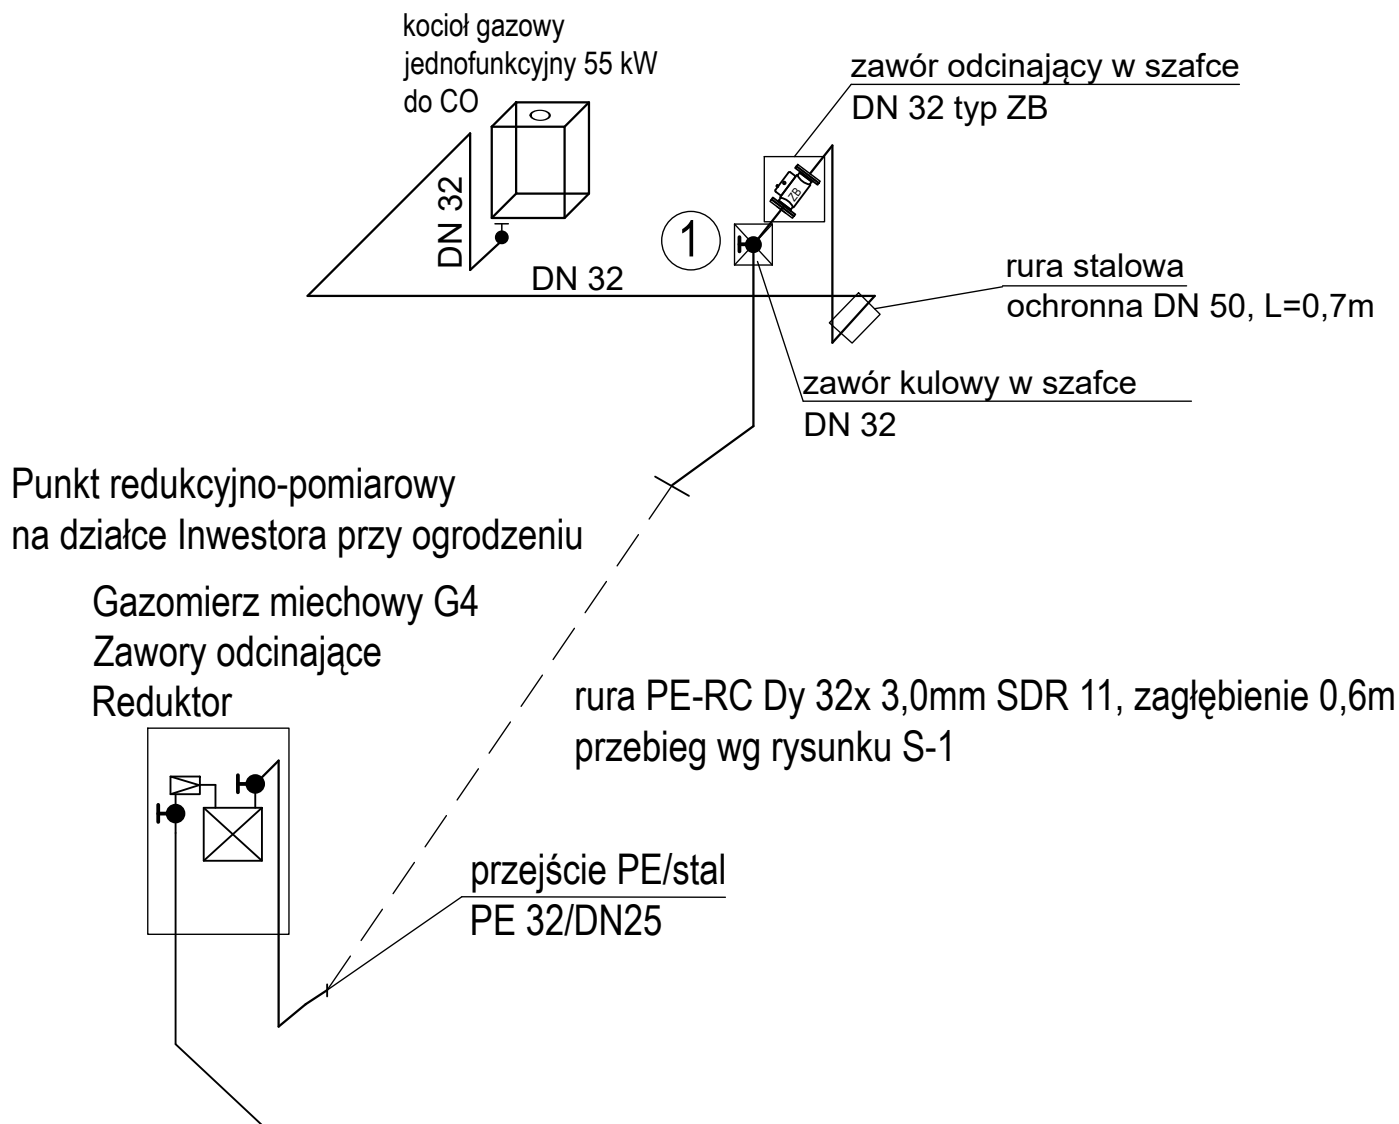 kocioł gazowy
jednofunkcyjny 55 kW
do CO
zawór odcinający w szafce
DN 32 typ ZB
ZB
DN 32
1
DN 32
rura stalowa
ochronna DN 50, L=0,7m
zawór kulowy w szafce
DN 32
Punkt redukcyjno-pomiarowy
na działce Inwestora przy ogrodzeniu
Gazomierz miechowy G4
Zawory odcinające
Reduktor
rura PE-RC Dy 32x 3,0mm SDR 11, zagłębienie 0,6m
przebieg wg rysunku S-1
przejście PE/stal
PE 32/DN25